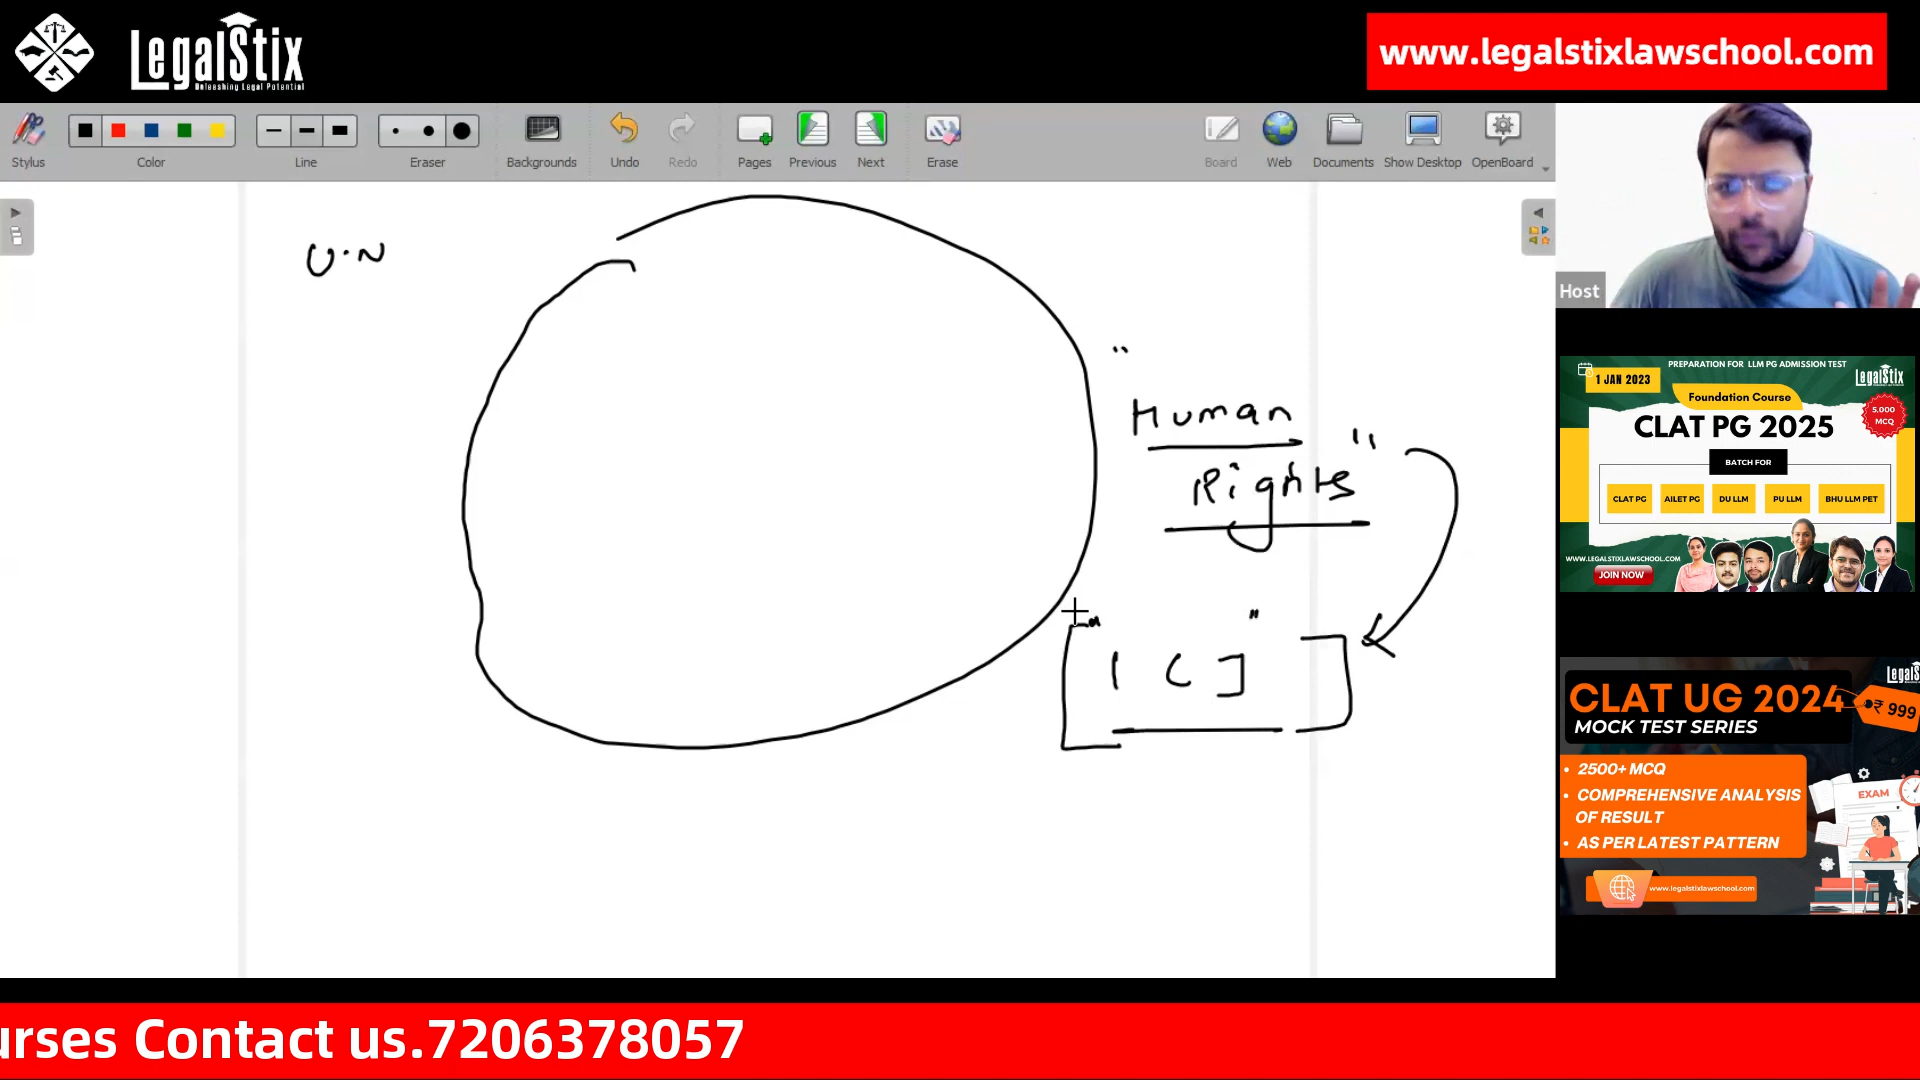 LegalStix
Unleashing Legal Potential
www.legalstixlawschool.com
Stylus
Color
Line
Eraser
Backgrounds
Undo
Redo
Pages
Previous
Next
Erase
Board
Web
Documents
Show Desktop
OpenBoard
U.N
"
Human
Rights"
"ICJ"
Host
PREPARATION FOR LLM PG ADMISSION TEST
1 JAN 2023
LegalStix
Foundation Course
CLAT PG 2025
5,000
MCQ
BATCH FOR
CLAT PG
AILET PG
DU LLM
PU LLM
BHU LLM PET
WWW.LEGALSTIXLAWSCHOOL.COM
JOIN NOW
LegalS
CLAT UG 2024
₹ 999
MOCK TEST SERIES
• 2500+ MCQ
• COMPREHENSIVE ANALYSIS
OF RESULT
• AS PER LATEST PATTERN
EXAM
www.legalstixlawschool.com
urses Contact us.7206378057